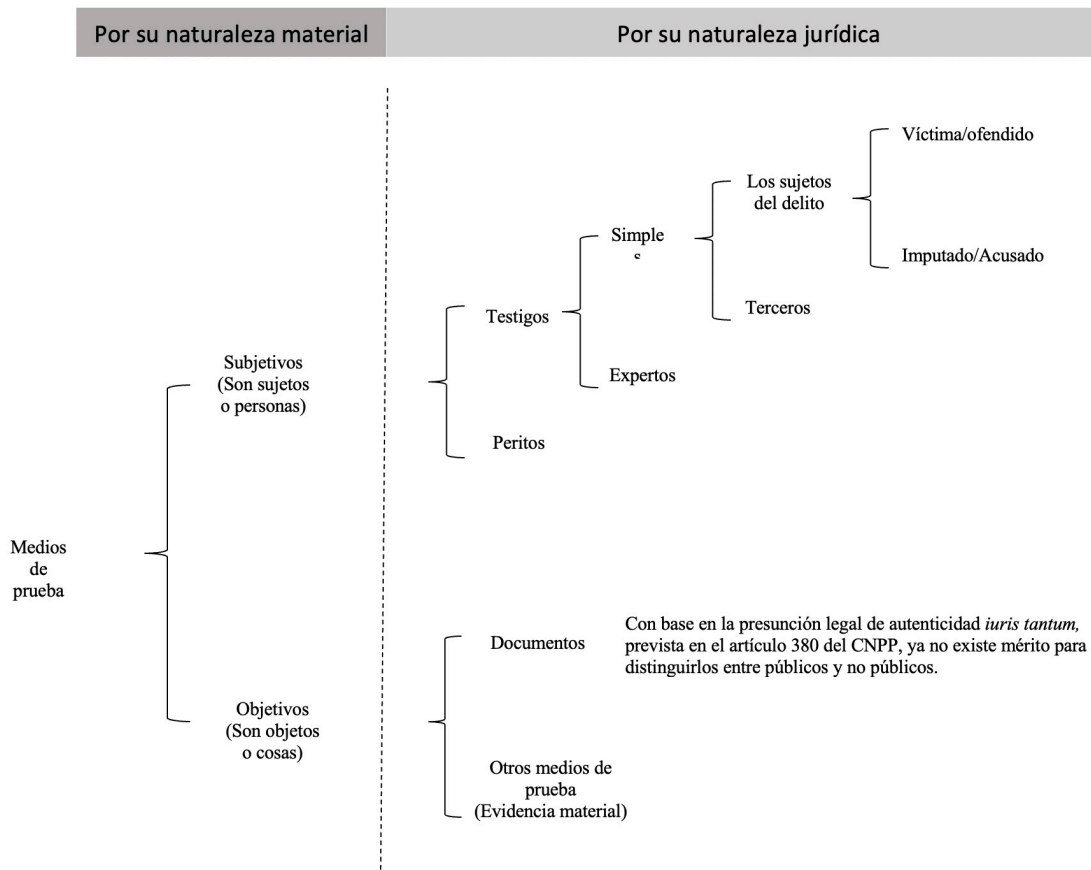 Por su naturaleza material
Por su naturaleza jurídica
Medios
de
prueba
Subjetivos
(Son sujetos
o personas)
Testigos
Simple
s
Los sujetos
del delito
Víctima/ofendido
Imputado/Acusado
Terceros
Expertos
Peritos
Objetivos
(Son objetos
o cosas)
Documentos
Con base en la presunción legal de autenticidad iuris tantum,
prevista en el artículo 380 del CNPP, ya no existe mérito para
distinguirlos entre públicos y no públicos.
Otros medios de
prueba
(Evidencia material)